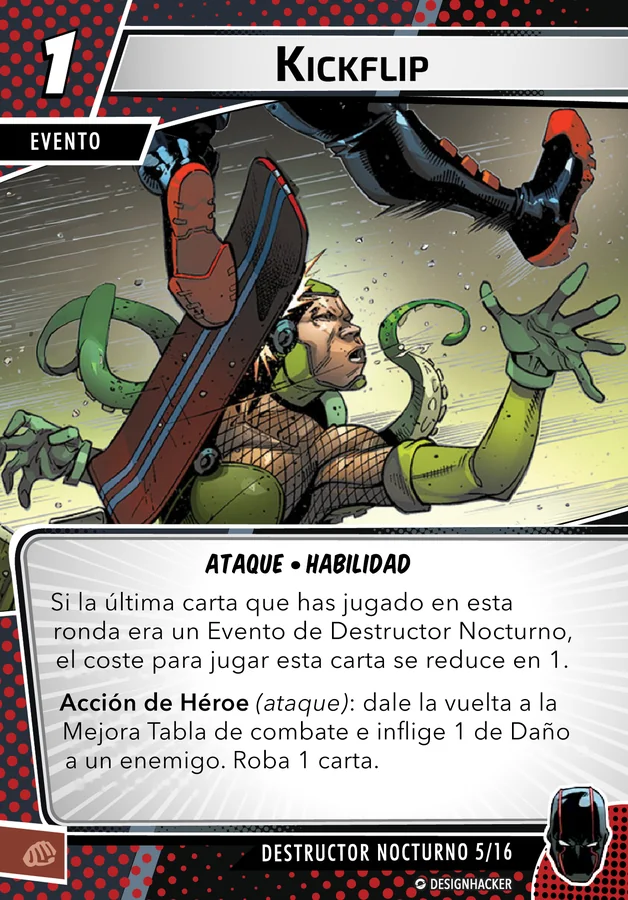 1
KICKFLIP
EVENTO
ATAQUE • HABILIDAD
Si la última carta que has jugado en esta
ronda era un Evento de Destructor Nocturno,
el coste para jugar esta carta se reduce en 1.
Acción de Héroe (ataque): dale la vuelta a la
Mejora Tabla de combate e inflige 1 de Daño
a un enemigo. Roba 1 carta.
DESTRUCTOR NOCTURNO 5/16
DESIGNHACKER